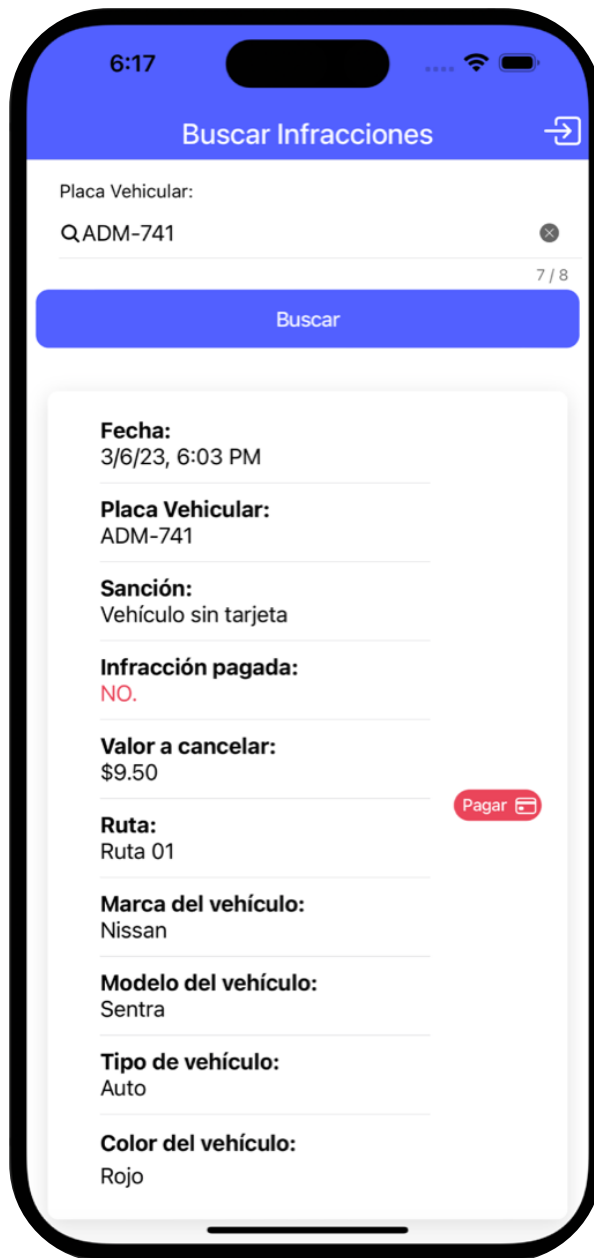 6:17
Buscar Infracciones
Placa Vehicular:
ADM-741
7 / 8
Buscar
Fecha:
3/6/23, 6:03 PM
Placa Vehicular:
ADM-741
Sanción:
Vehículo sin tarjeta
Infracción pagada:
NO.
Valor a cancelar:
$9.50
Pagar
Ruta:
Ruta 01
Marca del vehículo:
Nissan
Modelo del vehículo:
Sentra
Tipo de vehículo:
Auto
Color del vehículo:
Rojo